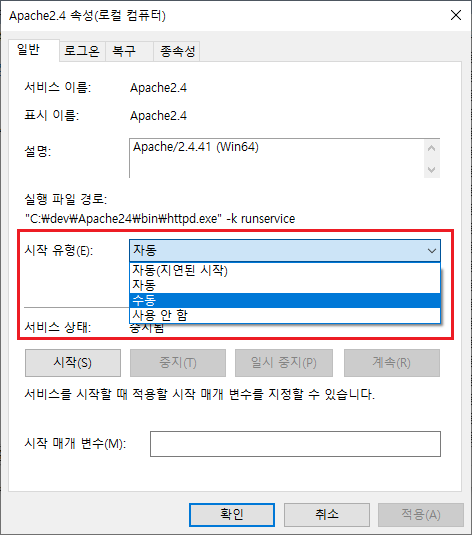 Apache2.4 속성(로컬 컴퓨터)
일반 로그온 복구 종속성
서비스 이름: Apache2.4
표시 이름: Apache2.4
설명: Apache/2.4.41 (Win64)
실행 파일 경로:
"C:₩dev₩Apache24₩bin₩httpd.exe" -k runservice
시작 유형(E): 자동
자동(지연된 시작)
자동
수동
사용 안 함
서비스 상태: 중지됨
시작(S) 중지(T) 일시 중지(P) 계속(R)
서비스를 시작할 때 적용할 시작 매개 변수를 지정할 수 있습니다.
시작 매개 변수(M):
확인 취소 적용(A)